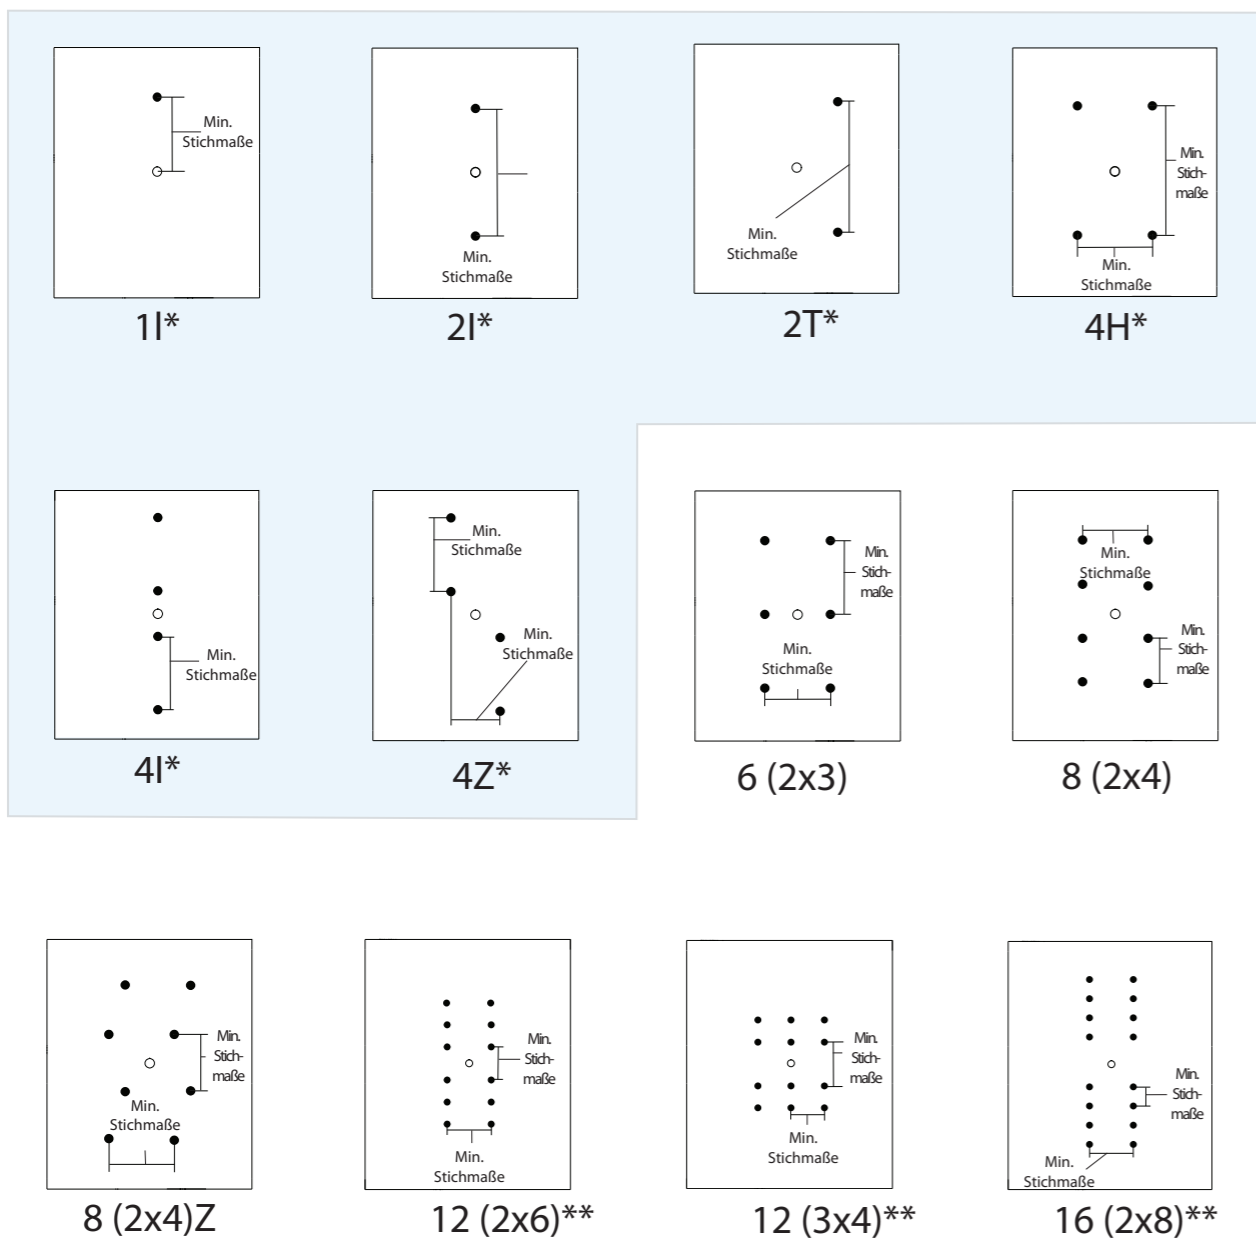 Min.
Stichmaße
1I*
Min.
Stichmaße
2I*
Min.
Stichmaße
2T*
Min.
Stich-
maße
Min.
Stichmaße
4H*
Min.
Stichmaße
4I*
Min.
Stichmaße
Min.
Stichmaße
4Z*
Min.
Stich-
maße
Min.
Stichmaße
6 (2x3)
Min.
Stichmaße
Min.
Stich-
maße
8 (2x4)
Min.
Stich-
maße
Min.
Stichmaße
8 (2x4)Z
Min.
Stich-
maße
Min.
Stichmaße
12 (2x6)**
Min.
Stich-
maße
Min.
Stichmaße
12 (3x4)**
Min.
Stich-
maße
Min.
Stichmaße
16 (2x8)**